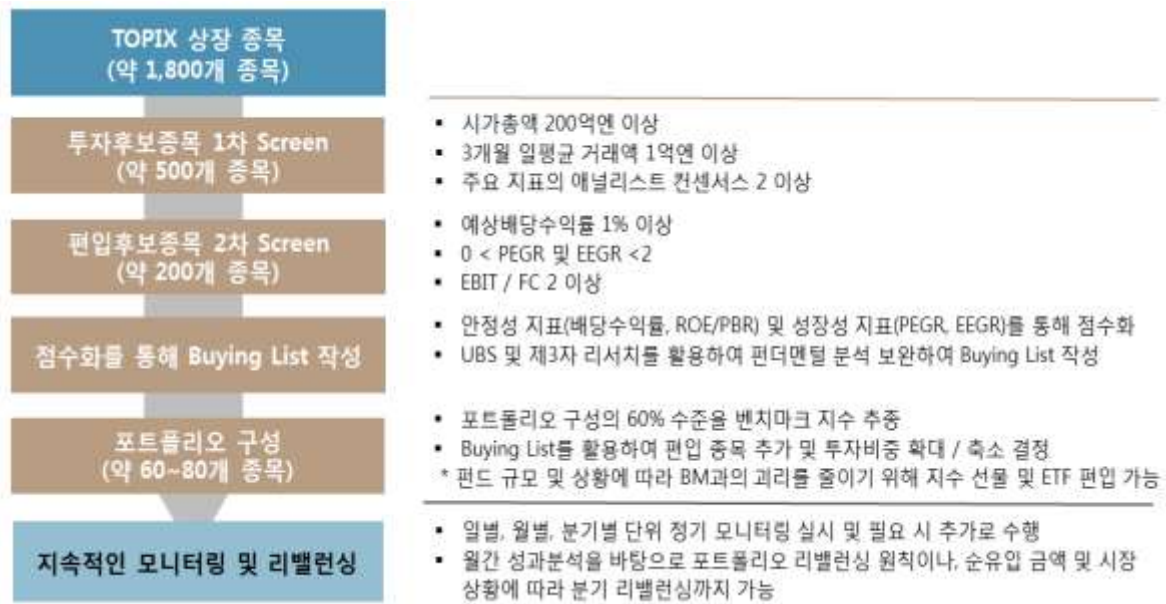 TOPIX 상장 종목
(약 1,800개 종목)
투자후보종목 1차 Screen
(약 500개 종목)
▪ 시가총액 200억엔 이상
▪ 3개월 일평균 거래액 1억엔 이상
▪ 주요 지표의 애널리스트 컨센서스 2 이상
편입후보종목 2차 Screen
(약 200개 종목)
▪ 예상배당수익률 1% 이상
▪ 0 < PEGR 및 EEGR <2
▪ EBIT / FC 2 이상
점수화를 통해 Buying List 작성
▪ 안정성 지표(배당수익률, ROE/PBR) 및 성장성 지표(PEGR, EEGR)를 통해 점수화
▪ UBS 및 제3자 리서치를 활용하여 펀더멘털 분석 보완하여 Buying List 작성
포트폴리오 구성
(약 60~80개 종목)
▪ 포트폴리오 구성의 60% 수준을 벤치마크 지수 추종
▪ Buying List를 활용하여 편입 종목 추가 및 투자비중 확대 / 축소 결정
* 펀드 규모 및 상황에 따라 BM과의 괴리를 줄이기 위해 지수 선물 및 ETF 편입 가능
지속적인 모니터링 및 리밸런싱
▪ 일별, 월별, 분기별 단위 정기 모니터링 실시 및 필요 시 추가로 수행
▪ 월간 성과분석을 바탕으로 포트폴리오 리밸런싱 원칙이나, 순유입 금액 및 시장
상황에 따라 분기 리밸런싱까지 가능